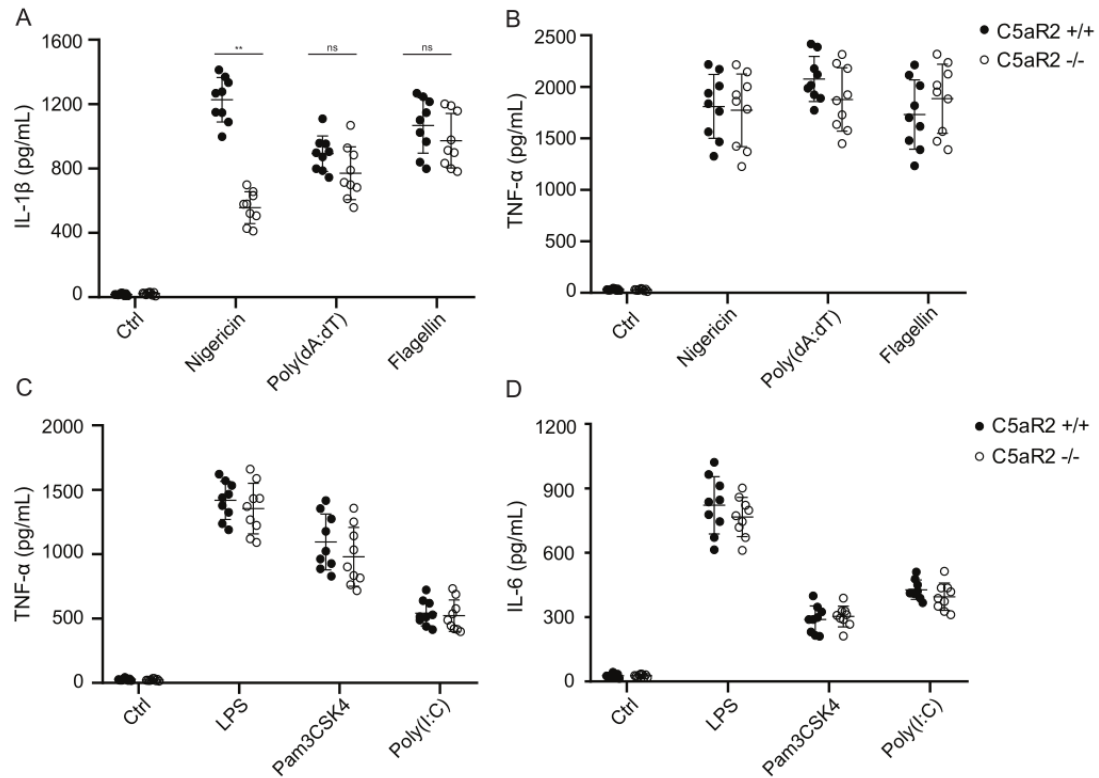 A
IL-1β (pg/mL)
1600
1200
800
400
0
**
ns
ns
Ctrl
Nigericin
Poly(dA:dT)
Flagellin
B
TNF-α (pg/mL)
2500
2000
1500
1000
500
0
Ctrl
Nigericin
Poly(dA:dT)
Flagellin
C5aR2 +/+
C5aR2 -/-
C
TNF-α (pg/mL)
2000
1500
1000
500
0
Ctrl
LPS
Pam3CSK4
Poly(I:C)
D
IL-6 (pg/mL)
1200
900
600
300
0
Ctrl
LPS
Pam3CSK4
Poly(I:C)
C5aR2 +/+
C5aR2 -/-